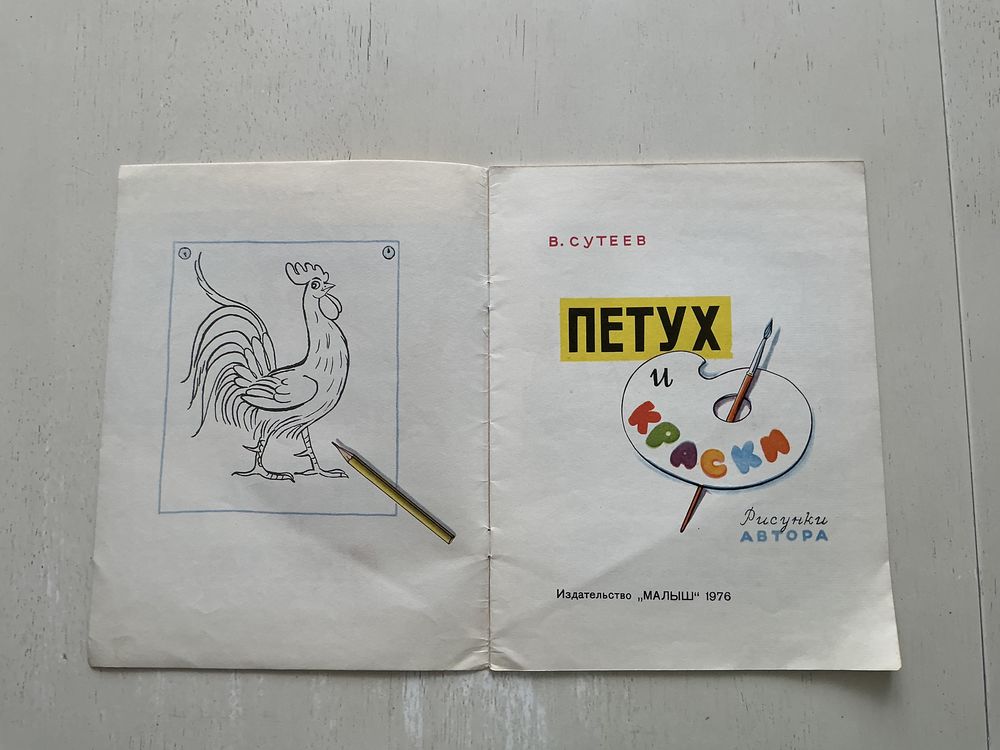 В. СУТЕЕВ
ПЕТУХ
и
КРАСКИ
Рисунки
АВТОРА
Издательство „МАЛЫШ“ 1976